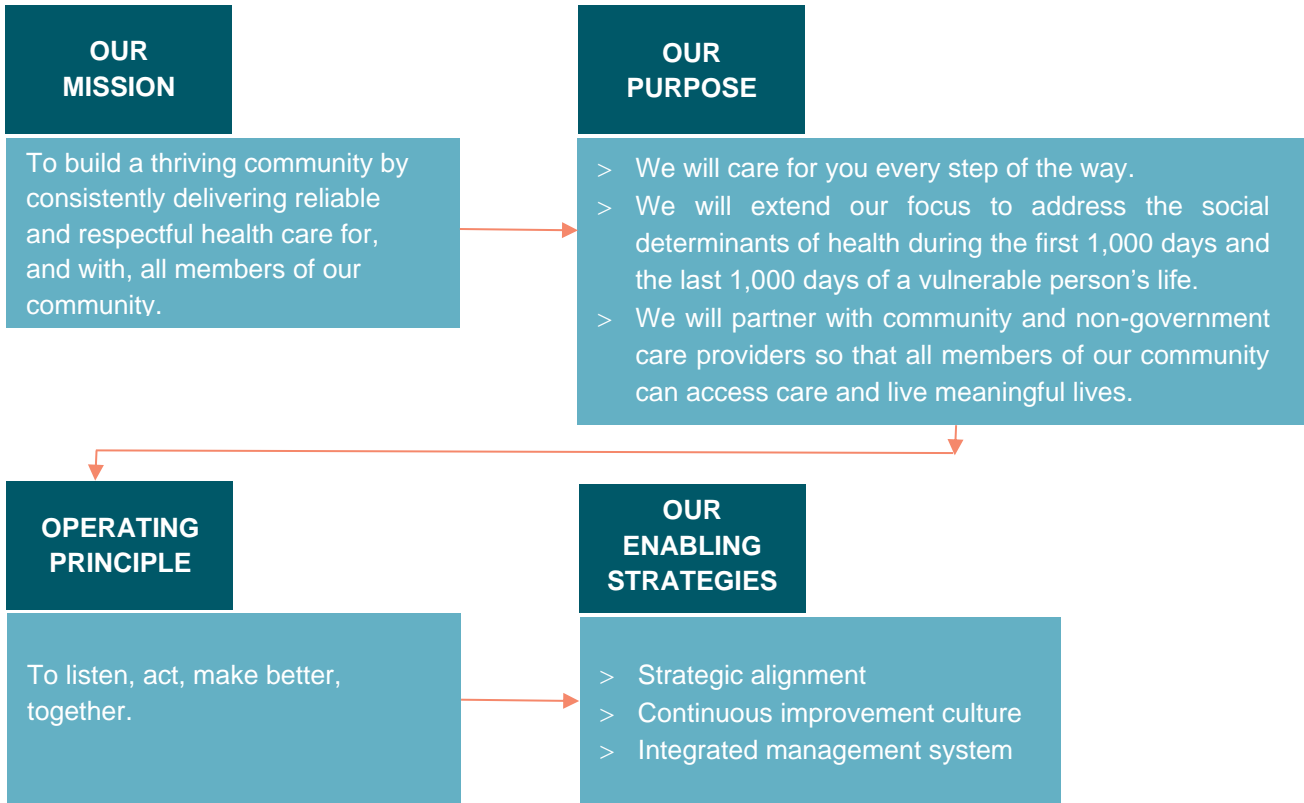 OUR
MISSION
To build a thriving community by
consistently delivering reliable
and respectful health care for,
and with, all members of our
community.
OUR
PURPOSE
> We will care for you every step of the way.
> We will extend our focus to address the social
determinants of health during the first 1,000 days and
the last 1,000 days of a vulnerable person’s life.
> We will partner with community and non-government
care providers so that all members of our community
can access care and live meaningful lives.
OPERATING
PRINCIPLE
To listen, act, make better,
together.
OUR
ENABLING
STRATEGIES
> Strategic alignment
> Continuous improvement culture
> Integrated management system